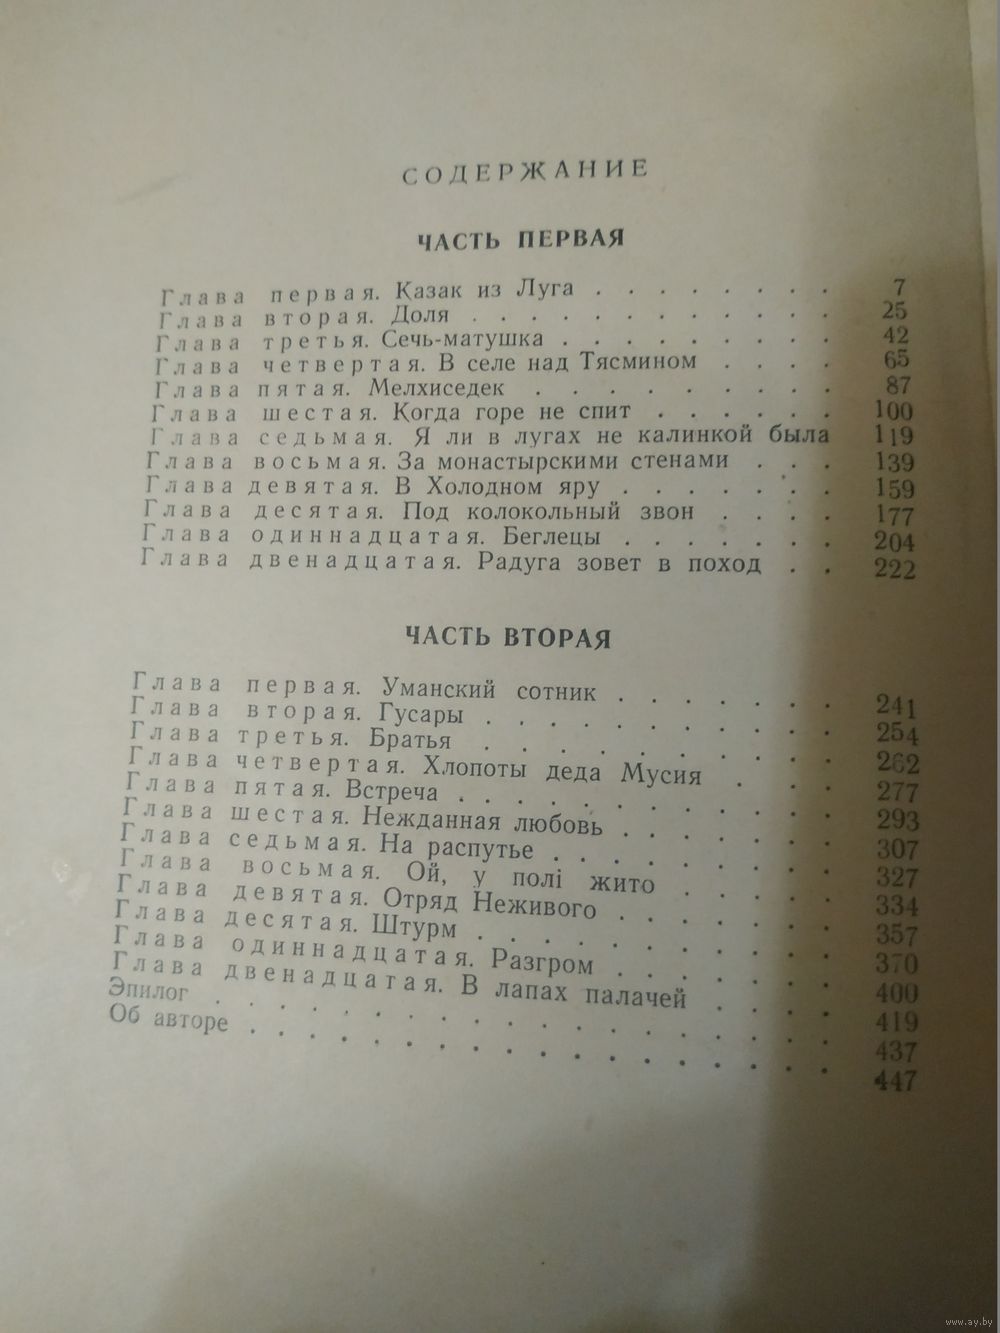 СОДЕРЖАНИЕ
ЧАСТЬ ПЕРВАЯ
Глава первая. Казак из Луга . . . . . . . . 7
Глава вторая. Доля . . . . . . . . . . . . 25
Глава третья. Сечь-матушка . . . . . . . . . 42
Глава четвертая. В селе над Тясмином . . . . 65
Глава пятая. Мелхиседек . . . . . . . . . 87
Глава шестая. Когда горе не спит . . . . . . 100
Глава седьмая. Я ли в лугах не калинкой была 119
Глава восьмая. За монастырскими стенами . . . 139
Глава девятая. В Холодном яру . . . . . . . 159
Глава десятая. Под колокольный звон . . . . 177
Глава одиннадцатая. Беглецы . . . . . . . 204
Глава двенадцатая. Радуга зовет в поход . . 222
ЧАСТЬ ВТОРАЯ
Глава первая. Уманский сотник . . . . . . 241
Глава вторая. Гусары . . . . . . . . . . 254
Глава третья. Братья . . . . . . . . . . 262
Глава четвертая. Хлопоты деда Мусия . . . 277
Глава пятая. Встреча . . . . . . . . . . . 293
Глава шестая. Нежданная любовь . . . . . . 307
Глава седьмая. На распутье . . . . . . . . 327
Глава восьмая. Ой, у полі жито . . . . 334
Глава девятая. Отряд Неживого . . . . . . 357
Глава десятая. Штурм . . . . . . . . . . 370
Глава одиннадцатая. Разгром . . . . . . 400
Глава двенадцатая. В лапах палачей . . . . 419
Эпилог . . . . . . . . . . . . . . . . . . . 437
Об авторе . . . . . . . . . . . . . . . . . . 447
www.ay.by